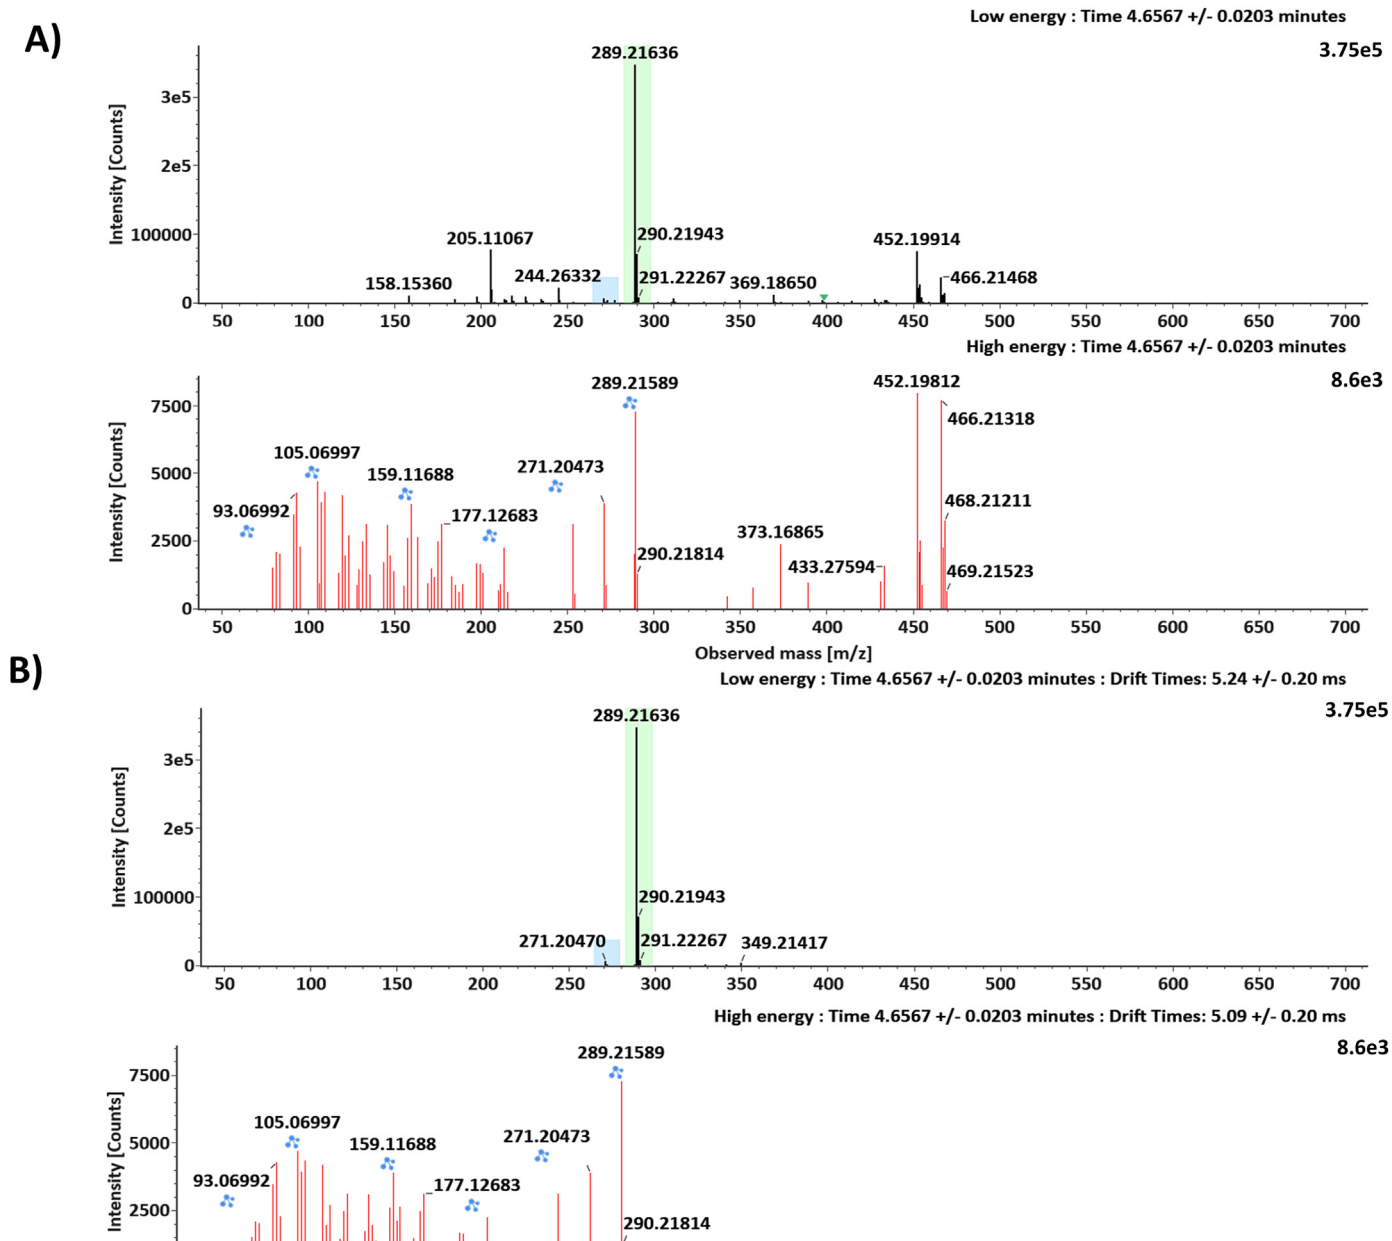 A)
Low energy : Time 4.6567 +/- 0.0203 minutes
3.75e5
Intensity [Counts]
3e5
2e5
100000
0
289.21636
205.11067
290.21943
452.19914
158.15360
244.26332
291.22267
369.18650
466.21468
50 100 150 200 250 300 350 400 450 500 550 600 650 700
High energy : Time 4.6567 +/- 0.0203 minutes
8.6e3
Intensity [Counts]
7500
5000
2500
0
289.21589
452.19812
466.21318
105.06997
159.11688
271.20473
93.06992
177.12683
468.21211
373.16865
290.21814
433.27594
469.21523
50 100 150 200 250 300 350 400 450 500 550 600 650 700
Observed mass [m/z]
B)
Low energy : Time 4.6567 +/- 0.0203 minutes : Drift Times: 5.24 +/- 0.20 ms
3.75e5
Intensity [Counts]
3e5
2e5
100000
0
289.21636
290.21943
271.20470
291.22267
349.21417
50 100 150 200 250 300 350 400 450 500 550 600 650 700
High energy : Time 4.6567 +/- 0.0203 minutes : Drift Times: 5.09 +/- 0.20 ms
8.6e3
Intensity [Counts]
7500
5000
2500
289.21589
105.06997
159.11688
271.20473
93.06992
177.12683
290.21814